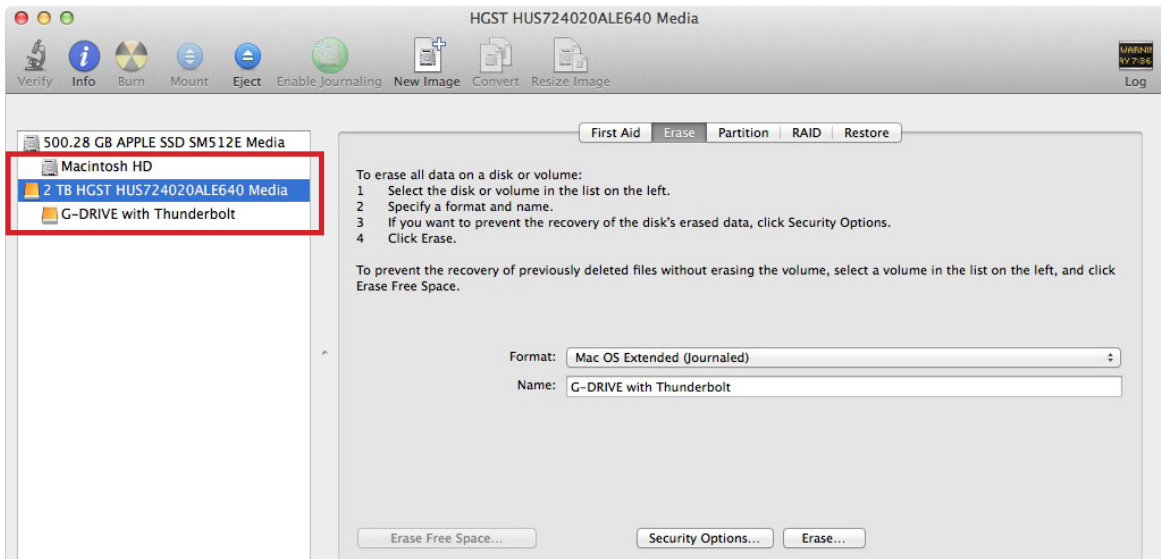 HGST HUS724020ALE640 Media
WARNIN
AY 7:36
Verify Info Burn Mount Eject Enable Journaling New Image Convert Resize Image Log
500.28 GB APPLE SSD SM512E Media
Macintosh HD
2 TB HGST HUS724020ALE640 Media
G-DRIVE with Thunderbolt
First Aid Erase Partition RAID Restore
To erase all data on a disk or volume:
1 Select the disk or volume in the list on the left.
2 Specify a format and name.
3 If you want to prevent the recovery of the disk's erased data, click Security Options.
4 Click Erase.
To prevent the recovery of previously deleted files without erasing the volume, select a volume in the list on the left, and click
Erase Free Space.
Format: Mac OS Extended (Journaled)
Name: G-DRIVE with Thunderbolt
Erase Free Space... Security Options... Erase...